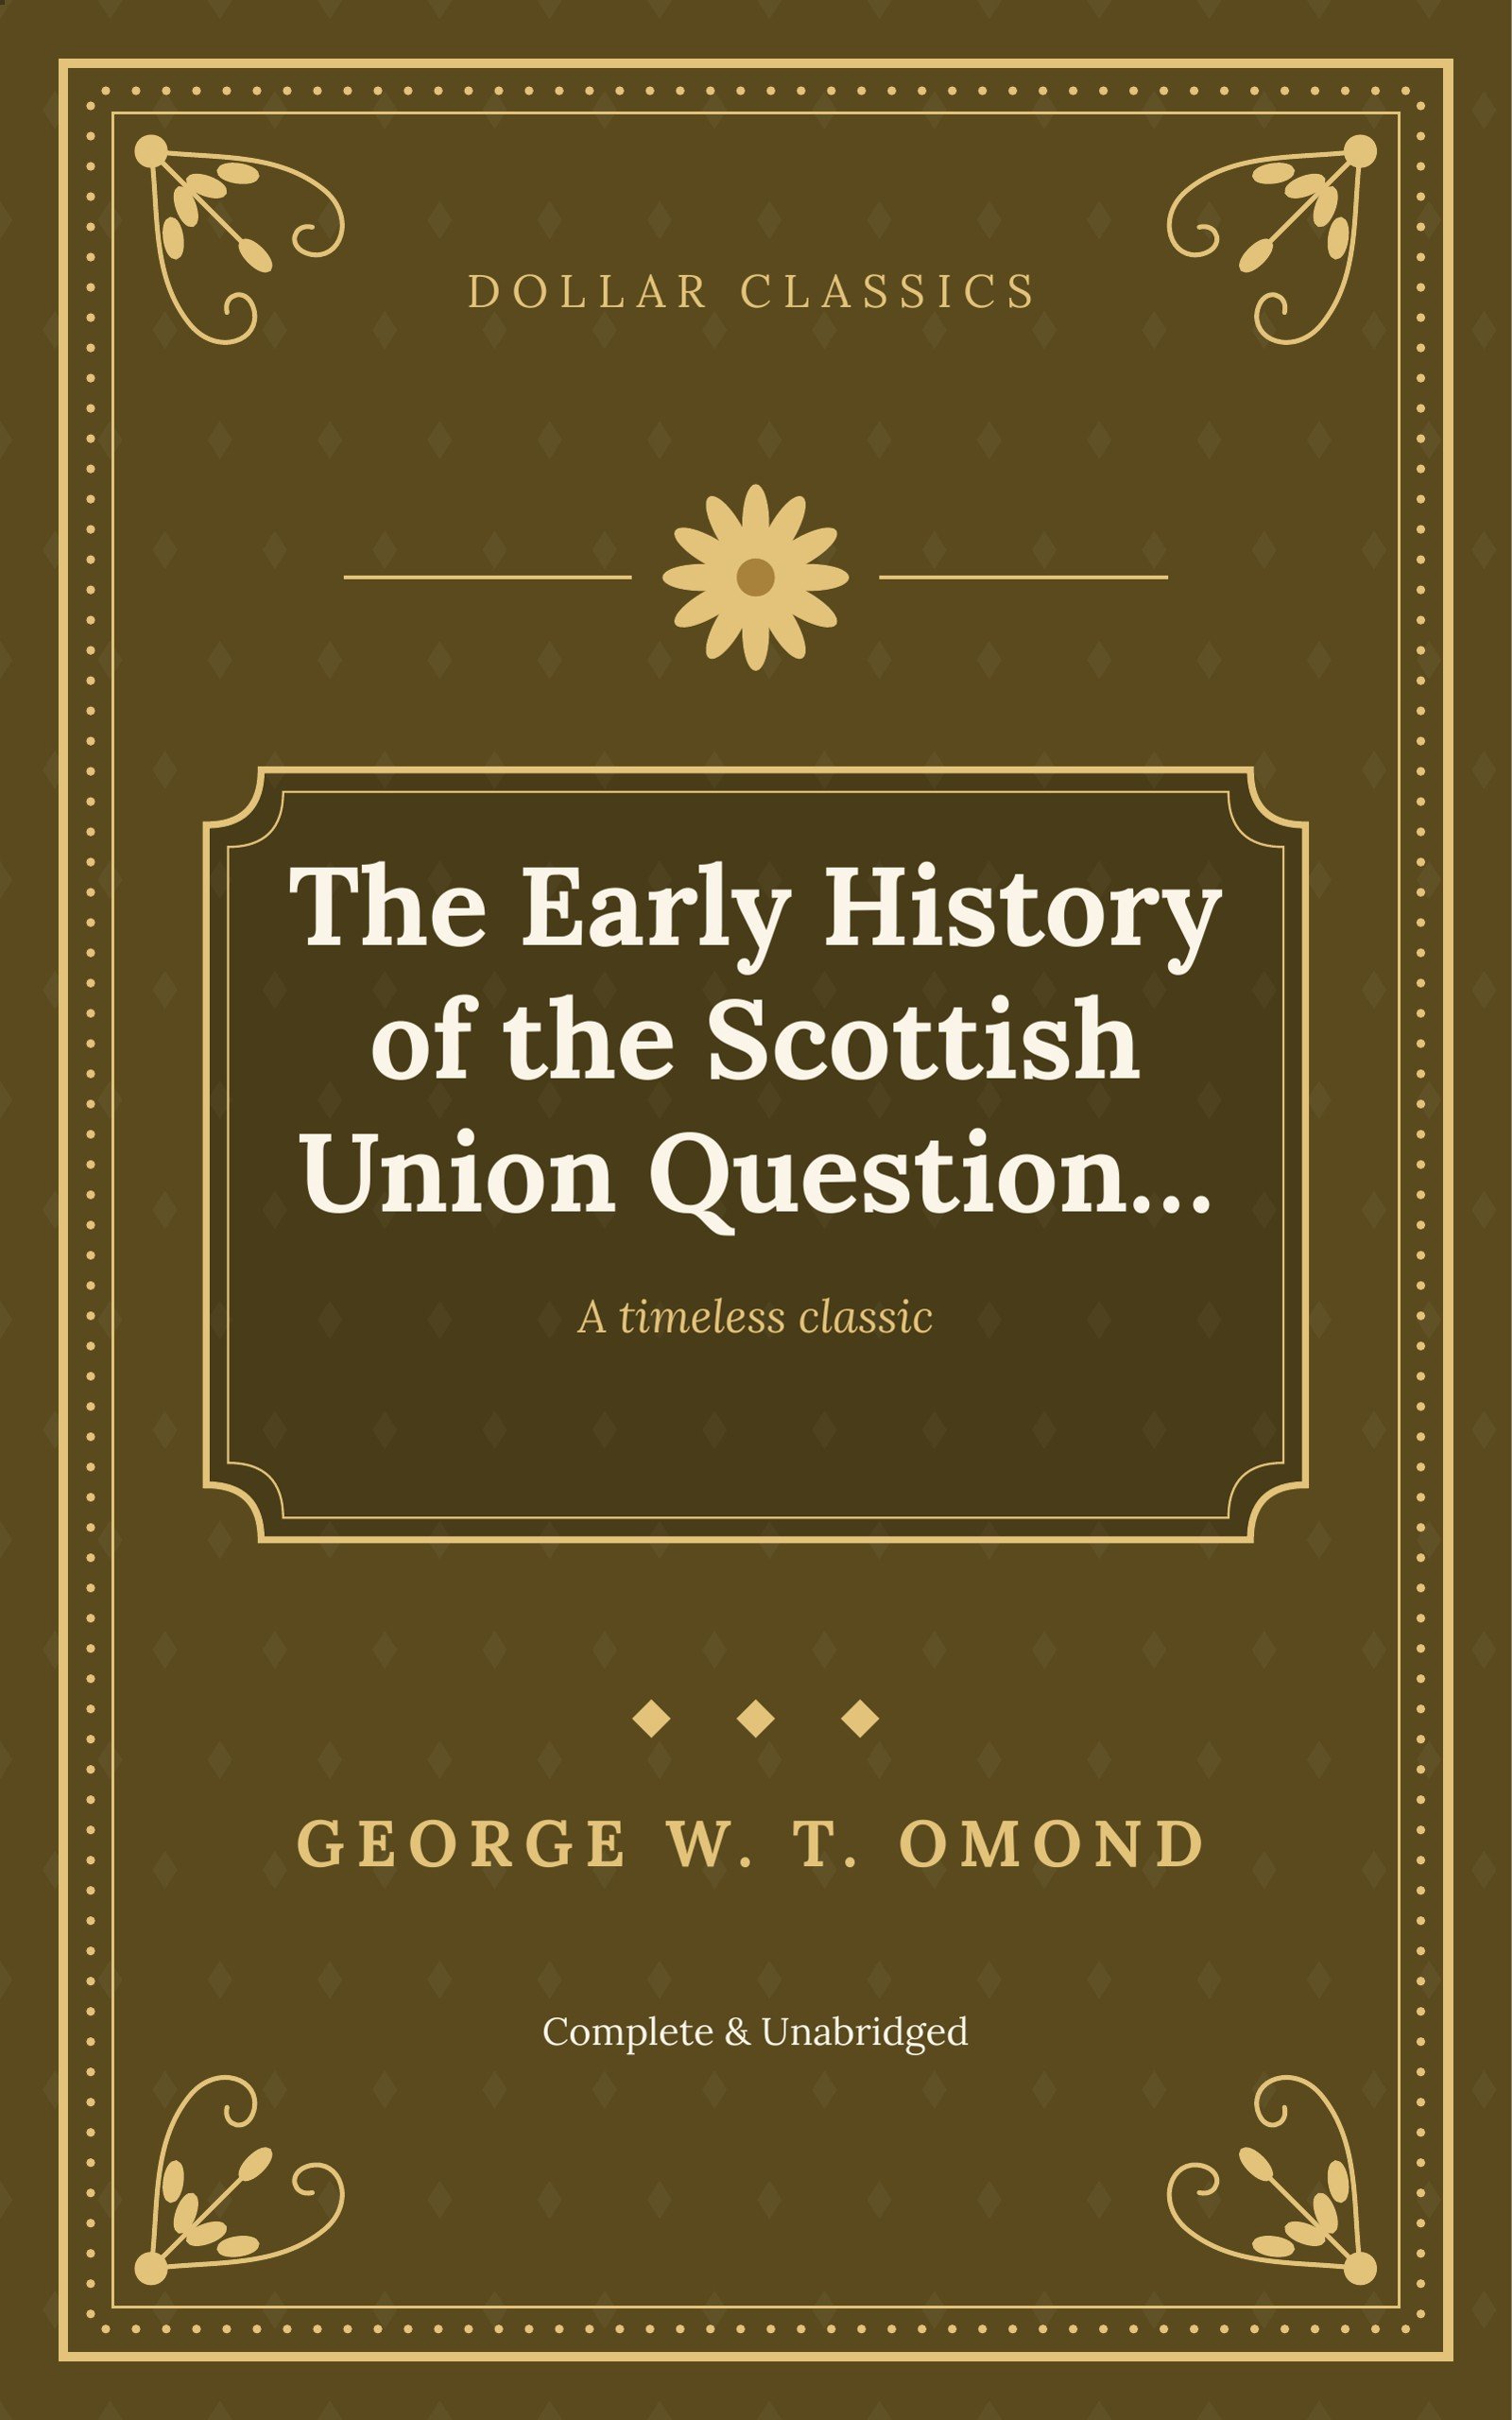 DOLLAR CLASSICS
The Early History
of the Scottish
Union Question...
A timeless classic
GEORGE W. T. OMOND
Complete & Unabridged